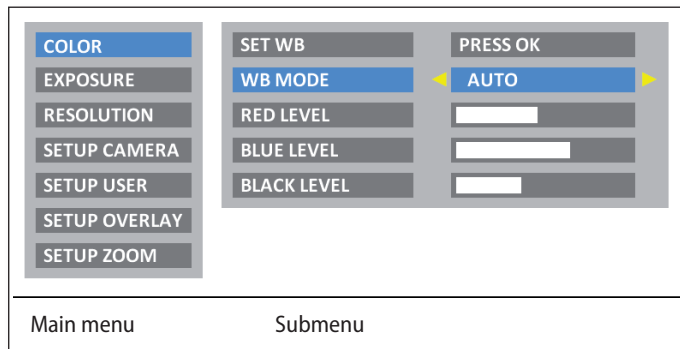 COLOR
EXPOSURE
RESOLUTION
SETUP CAMERA
SETUP USER
SETUP OVERLAY
SETUP ZOOM
SET WB PRESS OK
WB MODE AUTO
RED LEVEL
BLUE LEVEL
BLACK LEVEL
Main menu Submenu